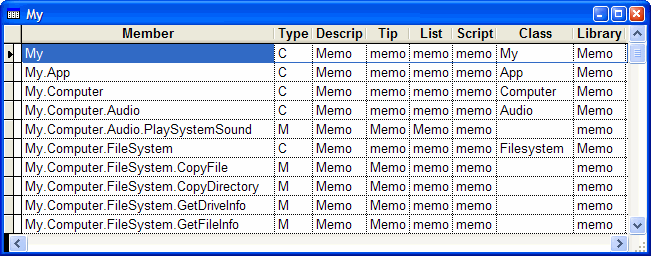 My
Member Type Descrip Tip List Script Class Library
My C Memo memo memo memo My Memo
My.App C Memo memo memo memo App Memo
My.Computer C Memo memo memo memo Computer Memo
My.Computer.Audio C Memo memo memo memo Audio Memo
My.Computer.Audio.PlaySystemSound M Memo Memo Memo memo memo
My.Computer.FileSystem C Memo memo memo memo Filesystem Memo
My.Computer.FileSystem.CopyFile M Memo Memo memo memo memo
My.Computer.FileSystem.CopyDirectory M Memo Memo memo memo memo
My.Computer.FileSystem.GetDriveInfo M Memo Memo memo memo memo
My.Computer.FileSystem.GetFileInfo M Memo Memo memo memo memo